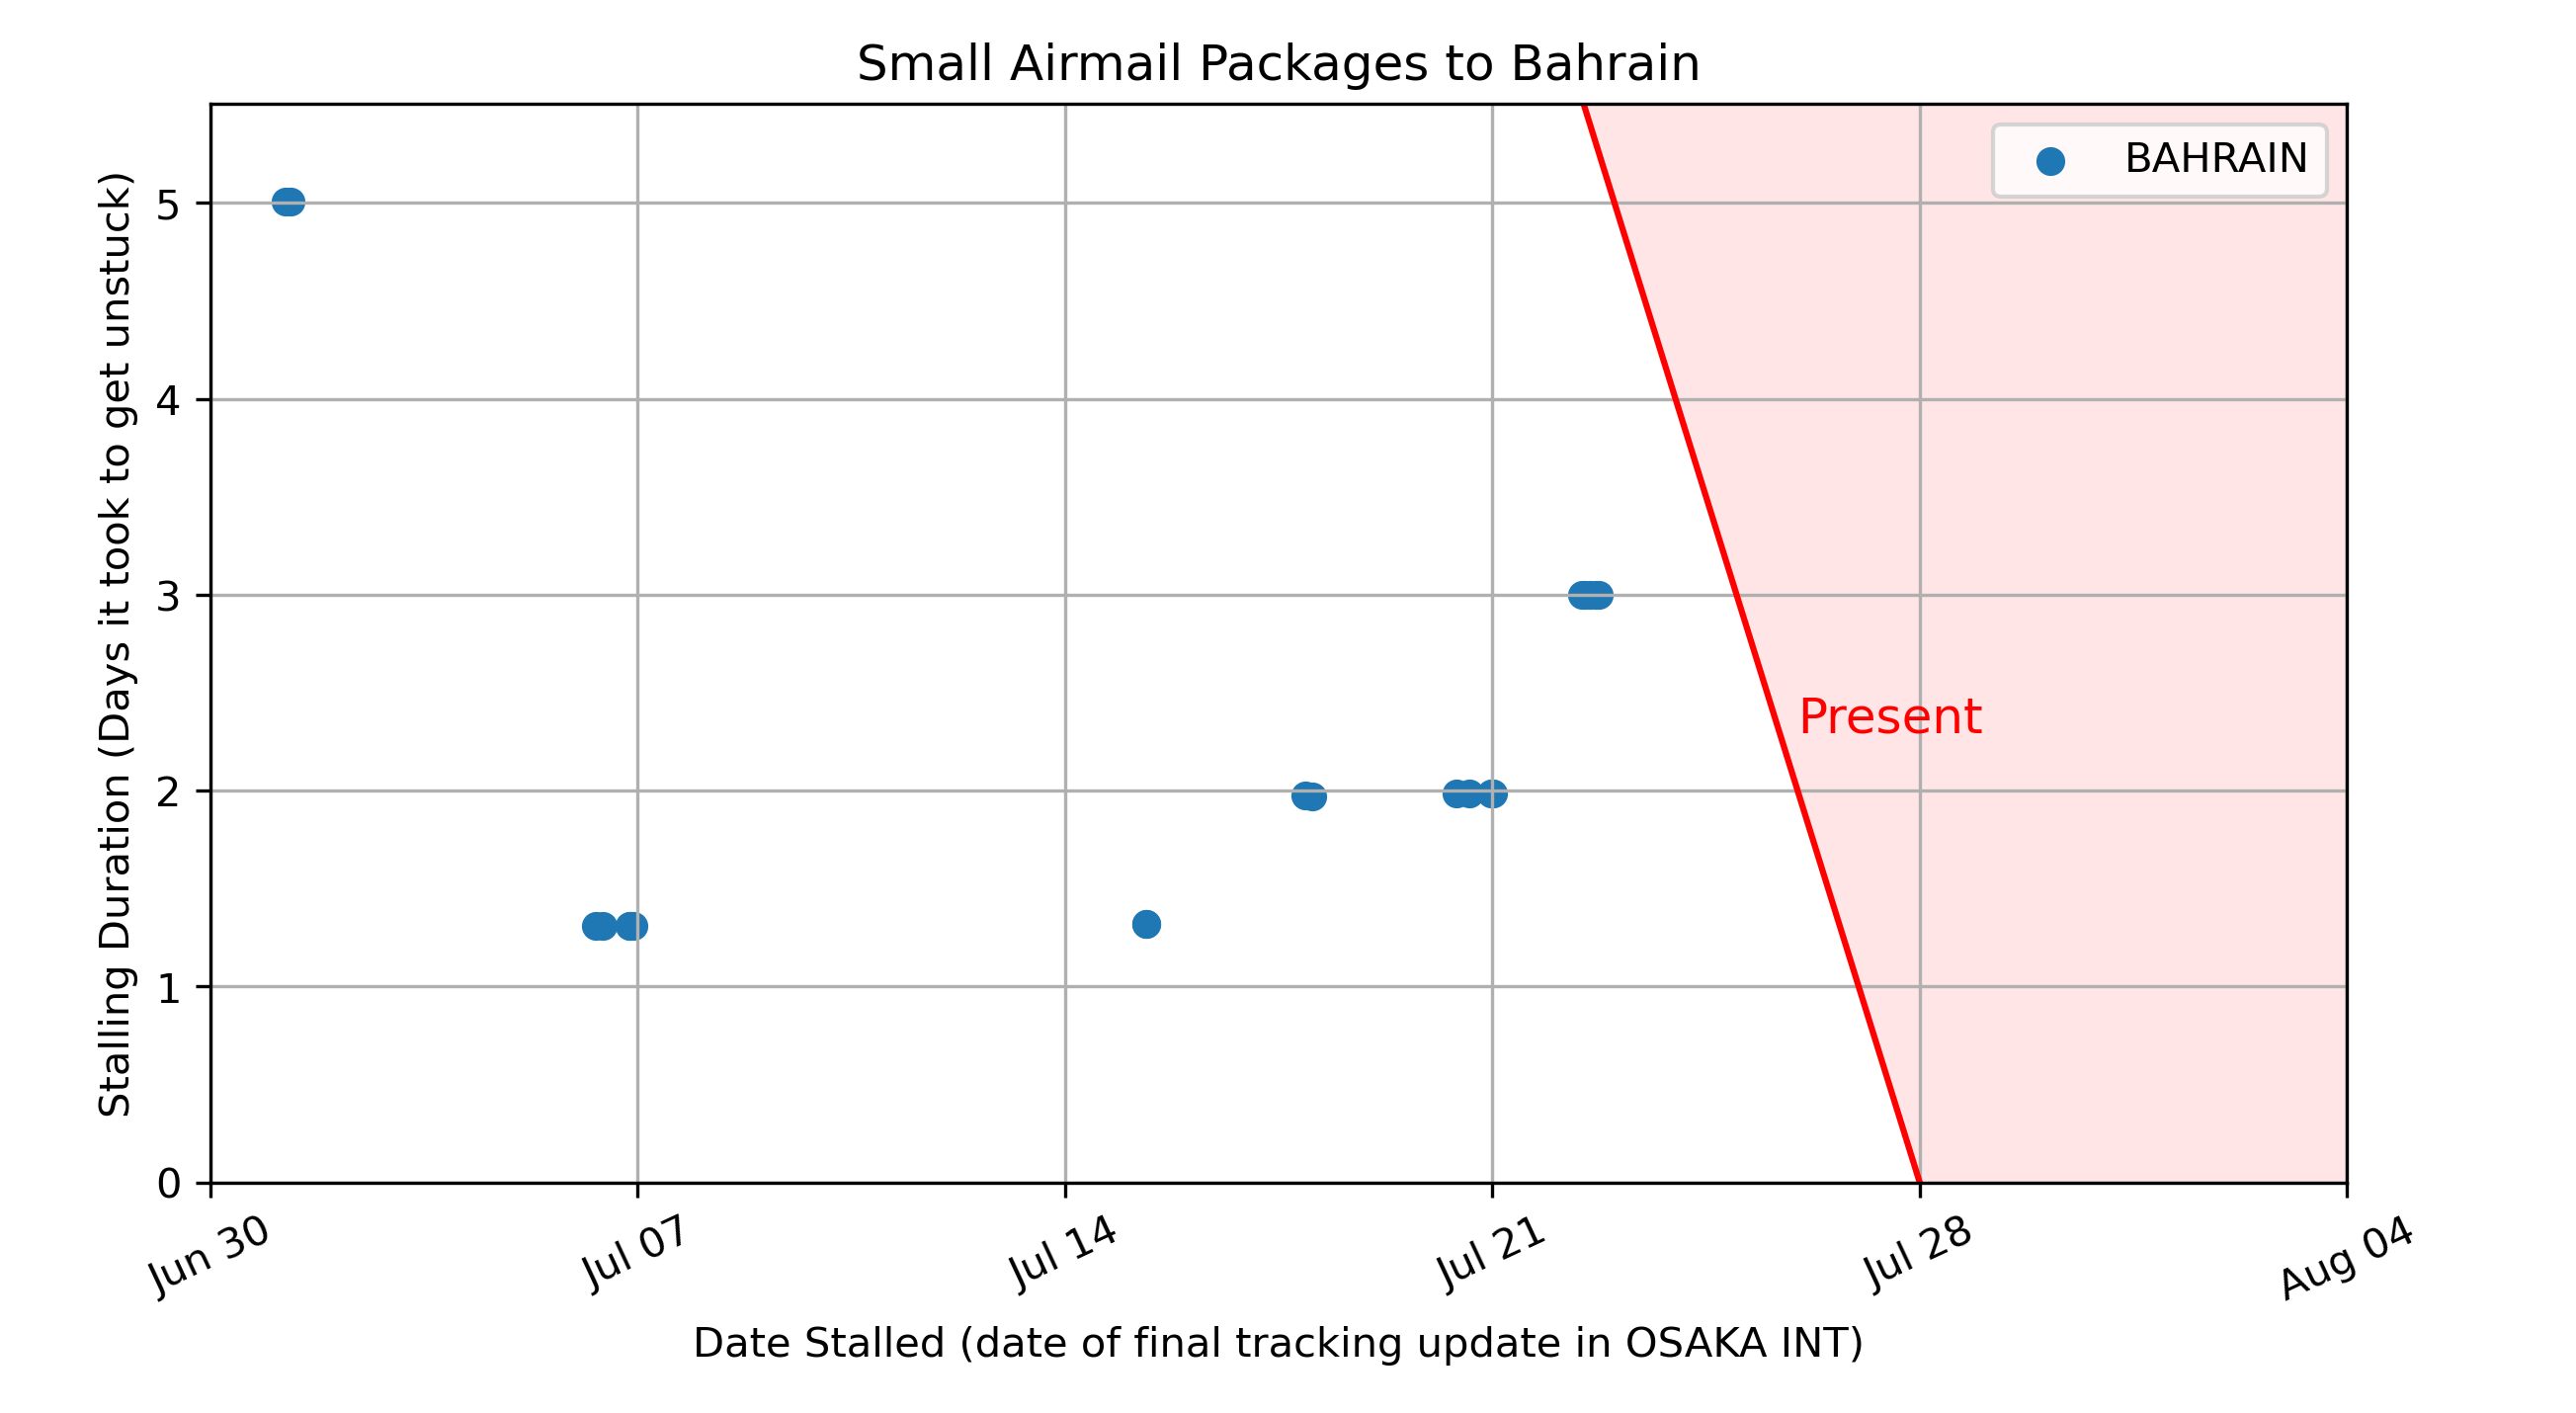 Small Airmail Packages to Bahrain
BAHRAIN
Stalling Duration (Days it took to get unstuck)
5
4
3
2
1
0
Present
Jun 30
Jul 07
Jul 14
Jul 21
Jul 28
Aug 04
Date Stalled (date of final tracking update in OSAKA INT)